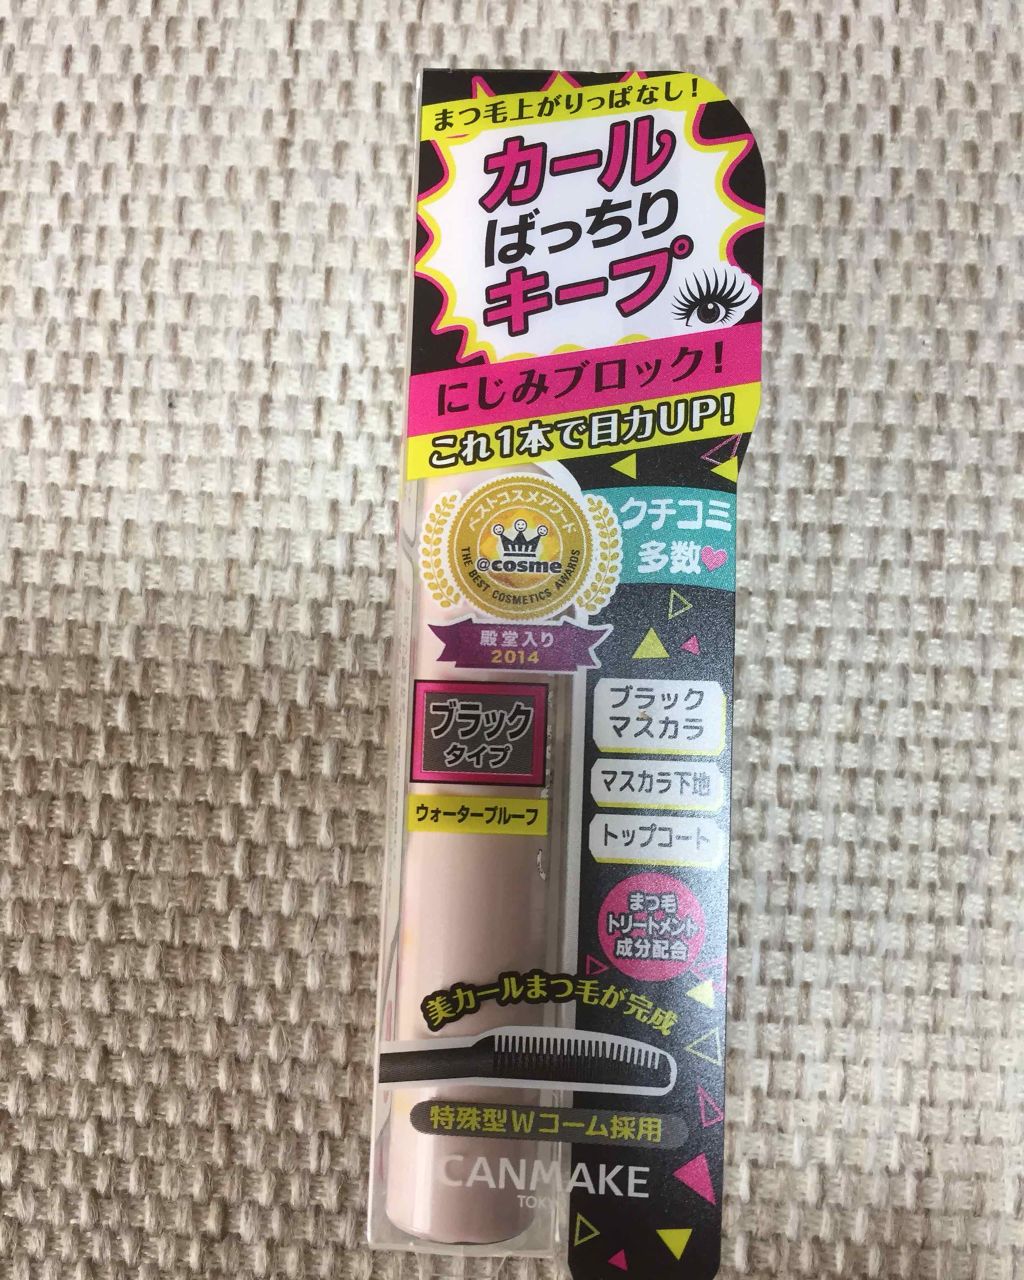 まつ毛上がりっぱなし!
カール
ばっちり
キープ
にじみブロック!
これ1本で目力UP!
ベストコスメアワード
@cosme
THE BEST COSMETICS AWARDS
殿堂入り
2014
クチコミ
多数
ブラック
タイプ
ウォータープルーフ
ブラック
マスカラ
マスカラ下地
トップコート
まつ毛
トリートメント
成分配合
美カールまつ毛が完成
特殊型Wコーム採用
CANMAKE